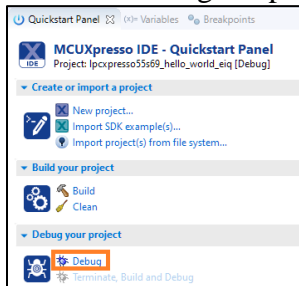 Quickstart Panel (x)= Variables Breakpoints
MCUXpresso IDE - Quickstart Panel
IDE
Project: lpcxpresso55s69_hello_world_eiq [Debug]
Create or import a project
New project...
Import SDK example(s)...
Import project(s) from file system...
Build your project
Build
Clean
Debug your project
Debug
Terminate, Build and Debug